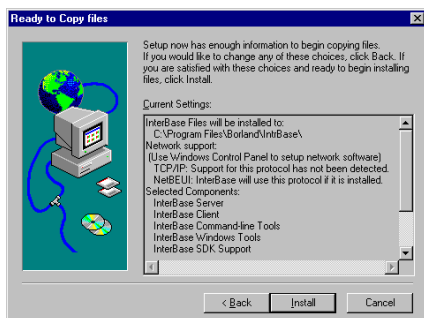 Ready to Copy files
Setup now has enough information to begin copying files.
If you would like to change any of these choices, click Back. If
you are satisfied with these choices and ready to begin installing
files, click Install.
Current Settings:
InterBase Files will be installed to:
C:\Program Files\Borland\IntrBase\
Network support:
(Use Windows Control Panel to setup network software)
TCP/IP: Support for this protocol has not been detected.
NetBEUI: InterBase will use this protocol if it is installed.
Selected Components:
InterBase Server
InterBase Client
InterBase Command-line Tools
InterBase Windows Tools
InterBase SDK Support
< Back
Install
Cancel